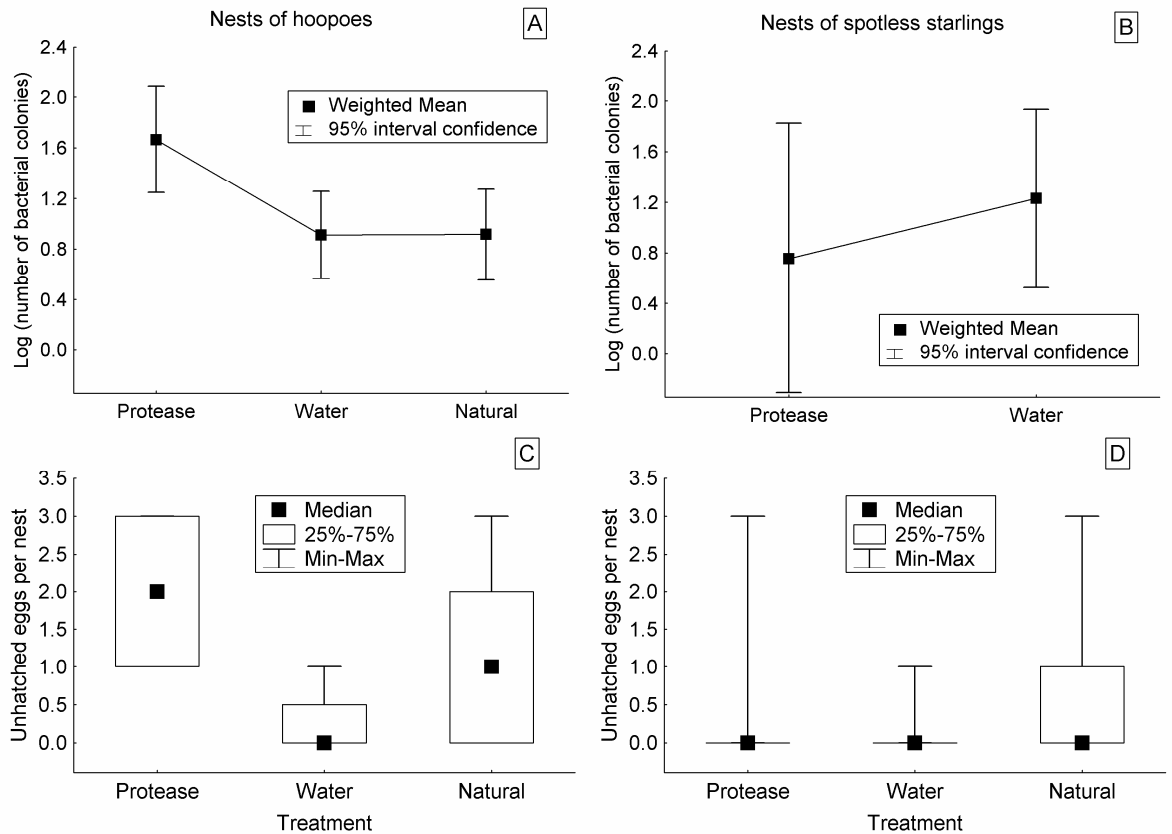 Nests of hoopoes
A
Log (number of bacterial colonies)
2.4
2.0
1.6
1.2
0.8
0.4
0.0
Weighted Mean
95% interval confidence
Protease Water Natural
Nests of spotless starlings
B
Log (number of bacterial colonies)
2.4
2.0
1.6
1.2
0.8
0.4
0.0
Weighted Mean
95% interval confidence
Protease Water
C
Unhatched eggs per nest
3.5
3.0
2.5
2.0
1.5
1.0
0.5
0.0
Median
25%-75%
Min-Max
Protease Water Natural
Treatment
D
Unhatched eggs per nest
3.5
3.0
2.5
2.0
1.5
1.0
0.5
0.0
Median
25%-75%
Min-Max
Protease Water Natural
Treatment